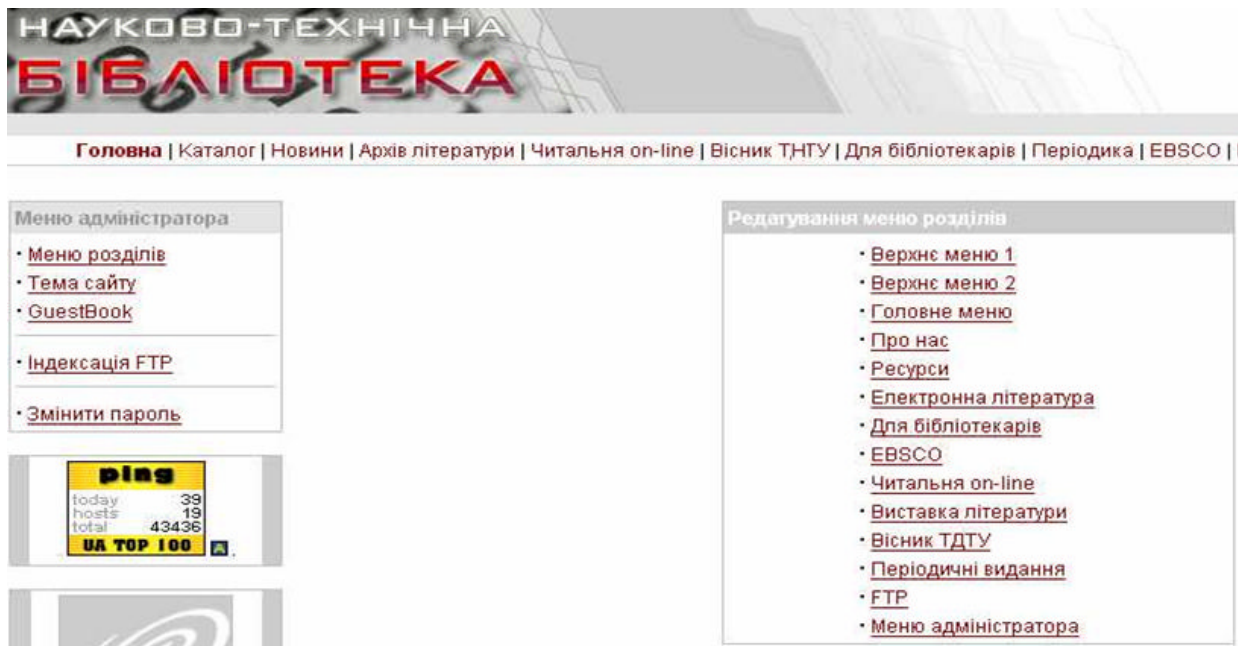 НАУКОВО-ТЕХНІЧНА
БІБЛІОТЕКА
Головна | Каталог | Новини | Архів літератури | Читальня on-line | Вісник ТНТУ | Для бібліотекарів | Періодика | EBSCO |
Меню адміністратора
· Меню розділів
· Тема сайту
· GuestBook
· Індексація FTP
· Змінити пароль
ping
today 39
hosts 19
total 43436
UA TOP 100
Редагування меню розділів
· Верхнє меню 1
· Верхнє меню 2
· Головне меню
· Про нас
· Ресурси
· Електронна література
· Для бібліотекарів
· EBSCO
· Читальня on-line
· Виставка літератури
· Вісник ТДТУ
· Періодичні видання
· FTP
· Меню адміністратора